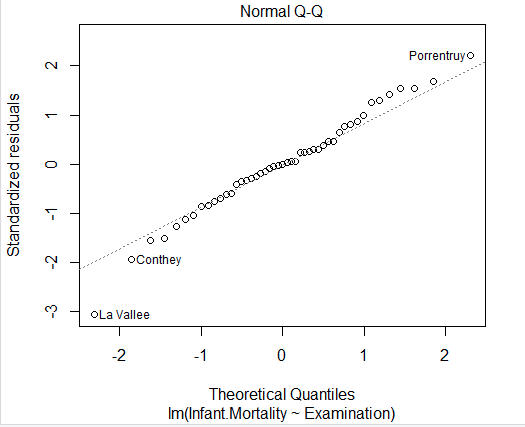 Normal Q-Q
Standardized residuals
2
1
0
-1
-2
-3
Porrentruy
Conthey
La Vallee
-2 -1 0 1 2
Theoretical Quantiles
lm(Infant.Mortality ~ Examination)